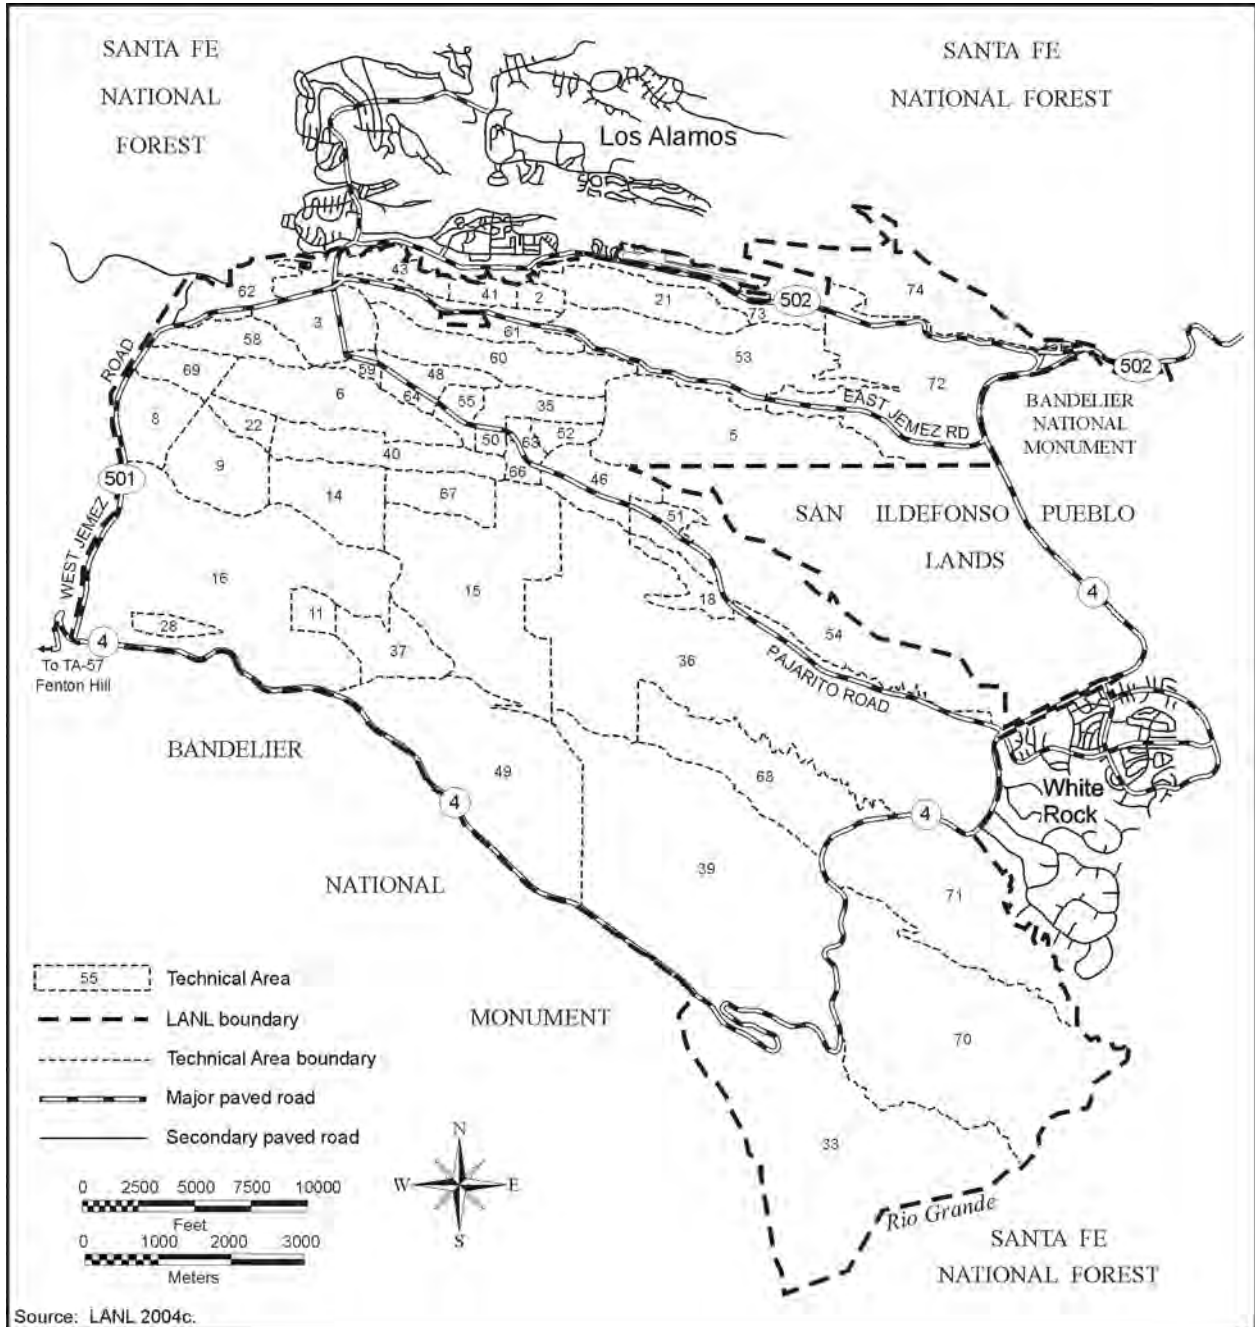 SANTA FE
NATIONAL
FOREST
SANTA FE
NATIONAL FOREST
Los Alamos
43
62
41
2
21
74
73
502
3
61
58
60
53
502
69
59
48
72
6
64
55
35
EAST JEMEZ RD
BANDELIER
NATIONAL
MONUMENT
ROAD
8
22
50
63
52
5
40
9
66
46
501
14
67
51
SAN ILDEFONSO PUEBLO
LANDS
WEST JEMEZ
16
15
18
4
11
28
54
4
37
36
To TA-57
Fenton Hill
PAJARITO ROAD
BANDELIER
49
68
White
Rock
4
4
NATIONAL
39
71
55 Technical Area
LANL boundary
MONUMENT
Technical Area boundary
70
Major paved road
Secondary paved road
33
N
W E
S
0 2500 5000 7500 10000
Feet
0 1000 2000 3000
Meters
Rio Grande
SANTA FE
NATIONAL FOREST
Source: LANL 2004c.